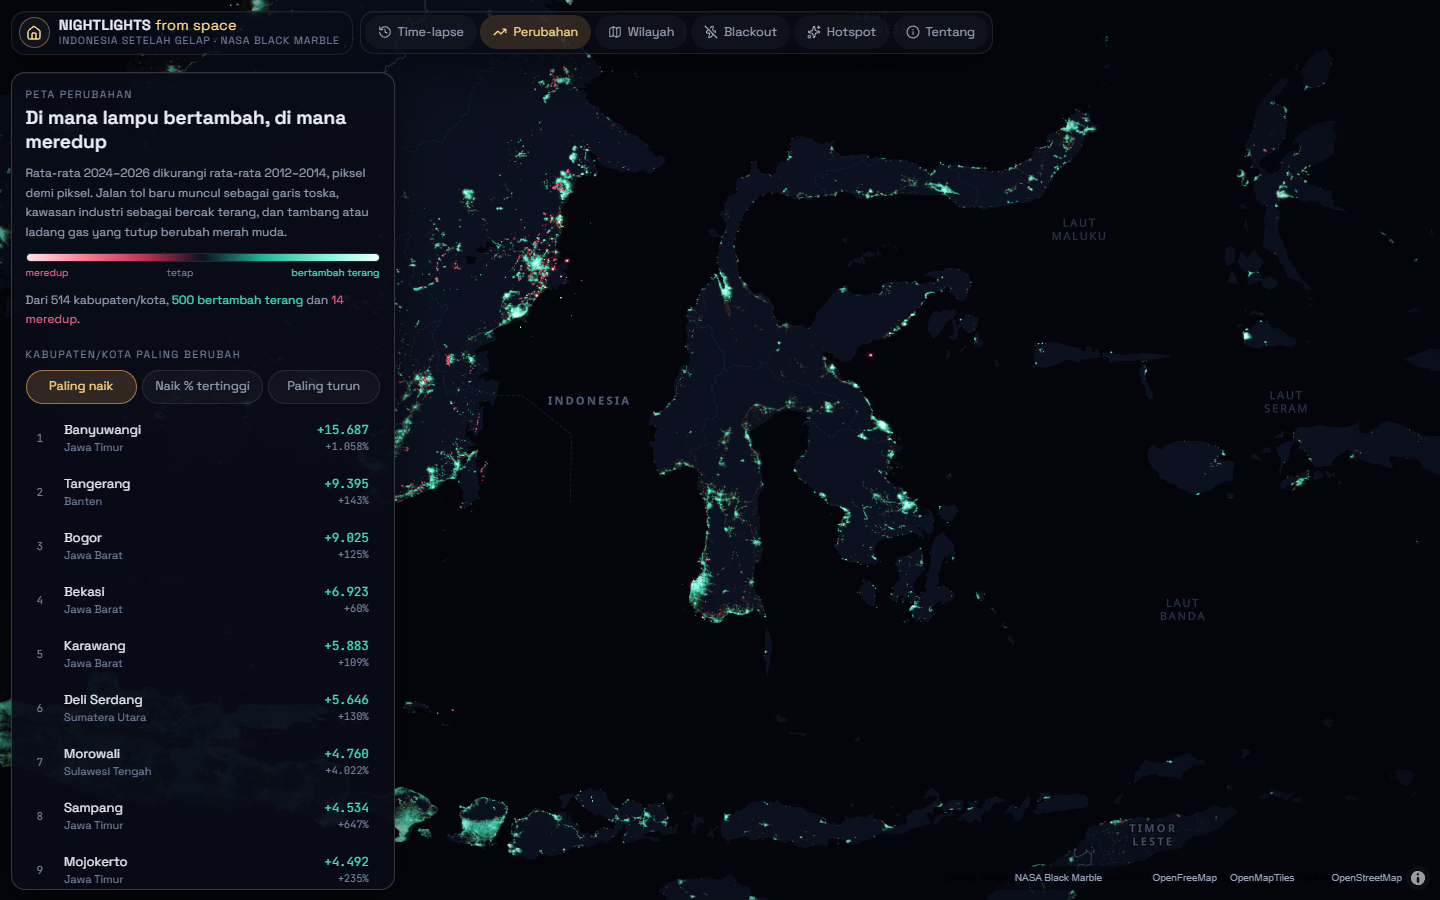 NIGHTLIGHTS from space
INDONESIA SETELAH GELAP · NASA BLACK MARBLE
Time-lapse
Perubahan
Wilayah
Blackout
Hotspot
Tentang
PETA PERUBAHAN
Di mana lampu bertambah, di mana
meredup
Rata-rata 2024–2026 dikurangi rata-rata 2012–2014, piksel
demi piksel. Jalan tol baru muncul sebagai garis toska,
kawasan industri sebagai bercak terang, dan tambang atau
ladang gas yang tutup berubah merah muda.
meredup tetap bertambah terang
Dari 514 kabupaten/kota, 500 bertambah terang dan 14
meredup.
KABUPATEN/KOTA PALING BERUBAH
Paling naik
Naik % tertinggi
Paling turun
1 Banyuwangi +15.687
Jawa Timur +1.058%
2 Tangerang +9.395
Banten +143%
3 Bogor +9.025
Jawa Barat +125%
4 Bekasi +6.923
Jawa Barat +60%
5 Karawang +5.883
Jawa Barat +109%
6 Deli Serdang +5.646
Sumatera Utara +130%
7 Morowali +4.760
Sulawesi Tengah +4.022%
8 Sampang +4.534
Jawa Timur +647%
9 Mojokerto +4.492
Jawa Timur +235%
LAUT
MALUKU
INDONESIA
LAUT
SERAM
LAUT
BANDA
TIMOR
LESTE
NASA Black Marble OpenFreeMap OpenMapTiles OpenStreetMap